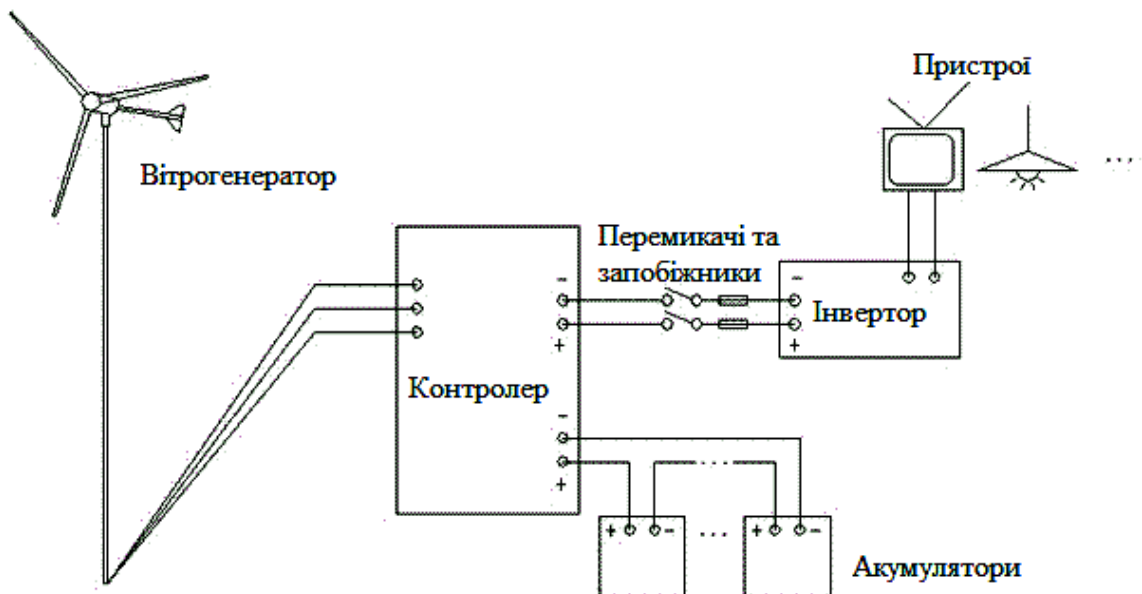 Пристрої
Вітрогенератор
...
Перемикачі та
запобіжники
-
-
Інвертор
+
+
Контролер
-
...
+
+ - ... + -
Акумулятори